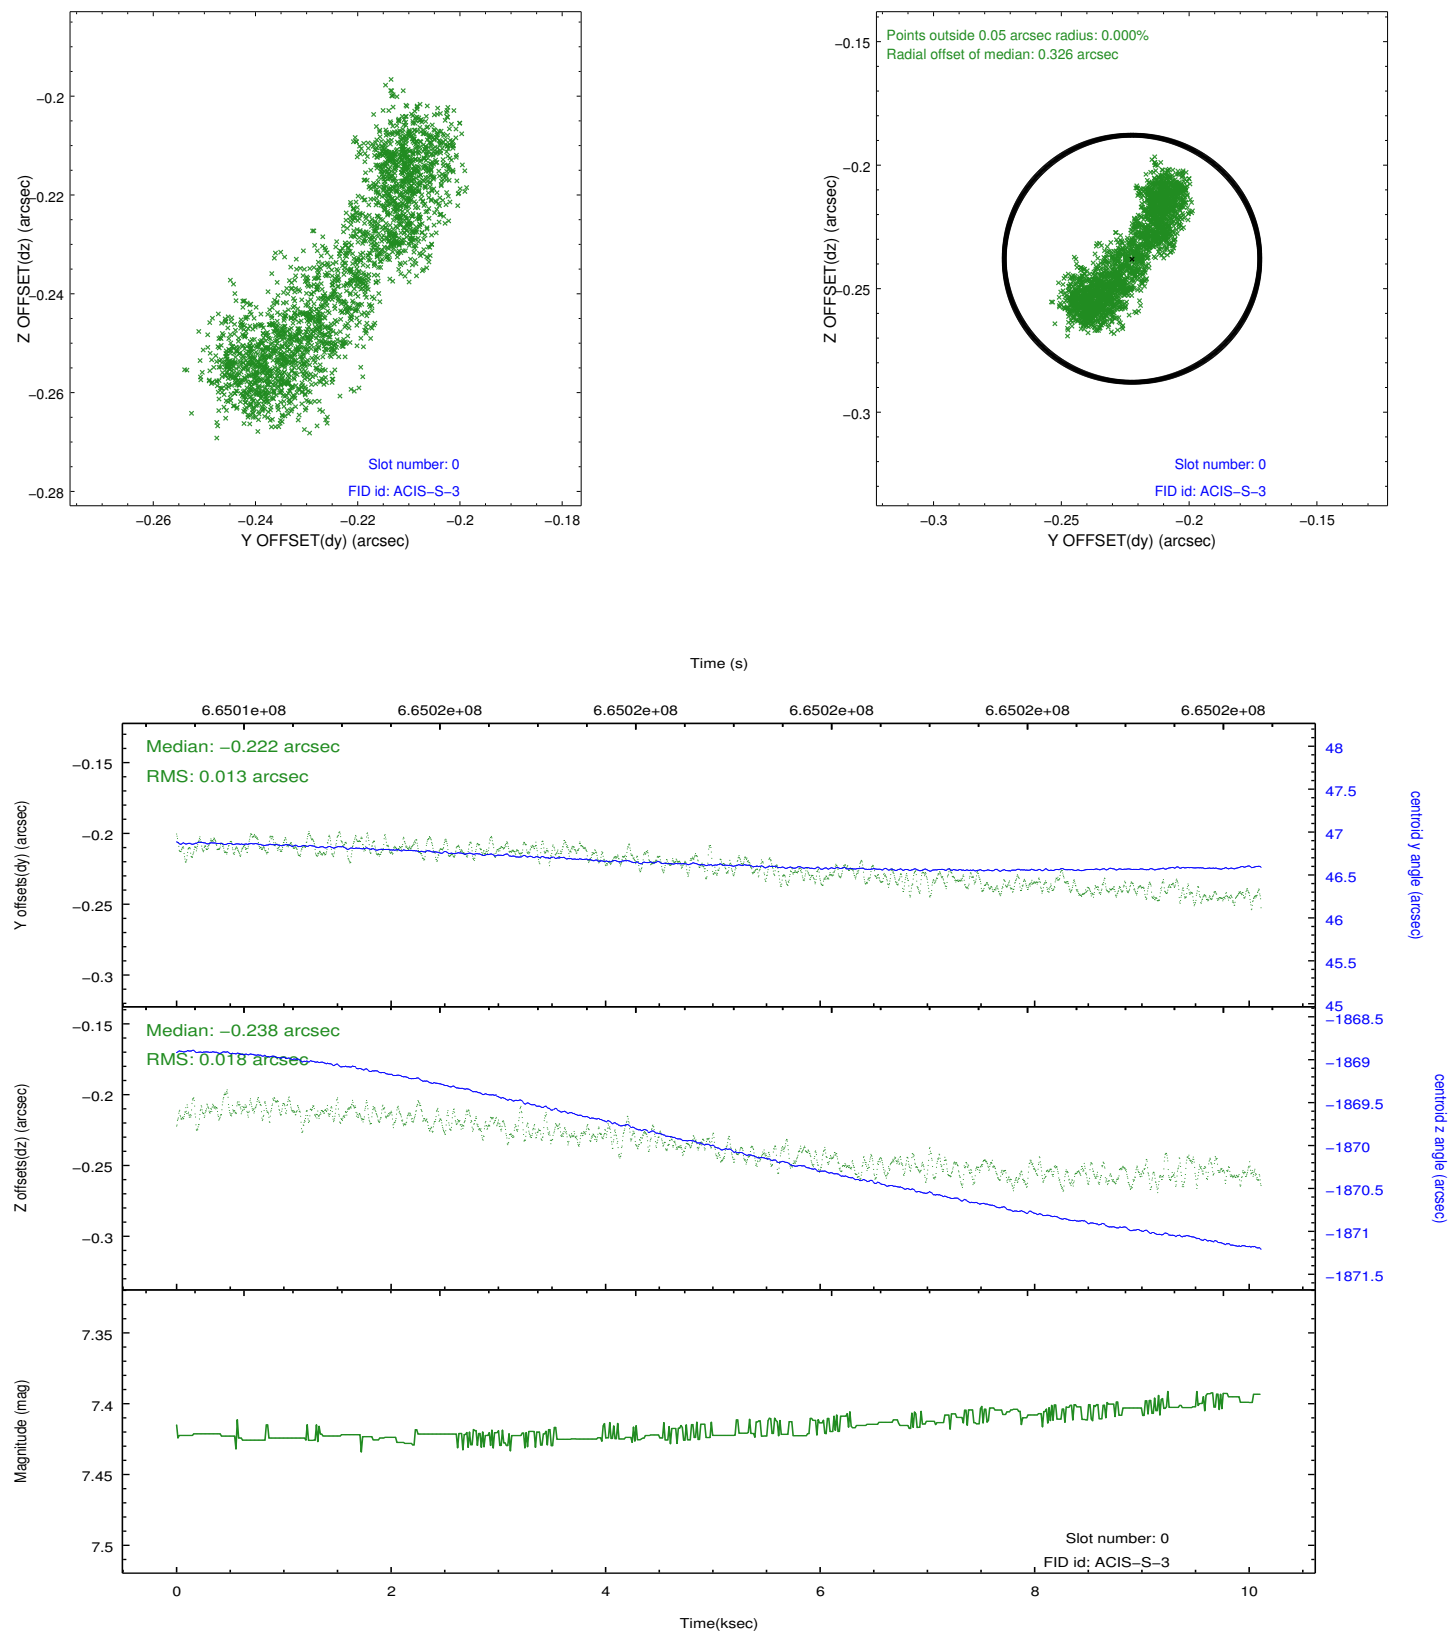 −0.2
−0.22
−0.24
−0.26
−0.28
Z OFFSET(dz) (arcsec)
Slot number: 0
FID id: ACIS−S−3
−0.26
−0.24
−0.22
−0.2
−0.18
Y OFFSET(dy) (arcsec)
Points outside 0.05 arcsec radius: 0.000%
Radial offset of median: 0.326 arcsec
−0.15
−0.2
−0.25
−0.3
Z OFFSET(dz) (arcsec)
Slot number: 0
FID id: ACIS−S−3
−0.3
−0.25
−0.2
−0.15
Y OFFSET(dy) (arcsec)
Time (s)
6.6501e+08
6.6502e+08
6.6502e+08
6.6502e+08
6.6502e+08
6.6502e+08
Median: −0.222 arcsec
RMS: 0.013 arcsec
−0.15
−0.2
−0.25
−0.3
Y offsets(dy) (arcsec)
48
47.5
47
46.5
46
45.5
45
centroid y angle (arcsec)
Median: −0.238 arcsec
RMS: 0.018 arcsec
−0.15
−0.2
−0.25
−0.3
Z offsets(dz) (arcsec)
−1868.5
−1869
−1869.5
−1870
−1870.5
−1871
−1871.5
centroid z angle (arcsec)
7.35
7.4
7.45
7.5
Magnitude (mag)
Slot number: 0
FID id: ACIS−S−3
0
2
4
6
8
10
Time(ksec)